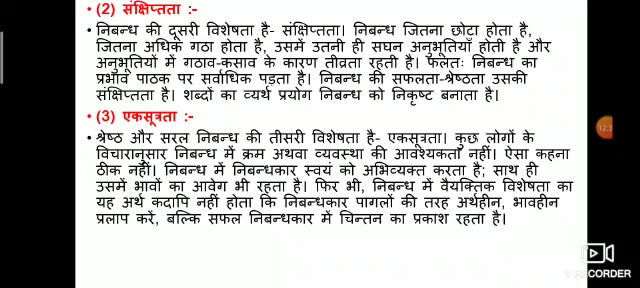 • (2) संक्षिप्तता :-
• निबन्ध की दूसरी विशेषता है- संक्षिप्तता। निबन्ध जितना छोटा होता है,
जितना अधिक गठा होता है, उसमें उतनी ही सघन अनुभूतियाँ होती है और
अनुभूतियों में गठाव-कसाव के कारण तीव्रता रहती है। फलतः निबन्ध का
प्रभाव पाठक पर सर्वाधिक पड़ता है। निबन्ध की सफलता-श्रेष्ठता उसकी
संक्षिप्तता है। शब्दों का व्यर्थ प्रयोग निबन्ध को निकृष्ट बनाता है।
• (3) एकसूत्रता :-
• श्रेष्ठ और सरल निबन्ध की तीसरी विशेषता है- एकसूत्रता। कुछ लोगों के
विचारानुसार निबन्ध में क्रम अथवा व्यवस्था की आवश्यकता नहीं। ऐसा कहना
ठीक नहीं। निबन्ध में निबन्धकार स्वयं को अभिव्यक्त करता है; साथ ही
उसमें भावों का आवेग भी रहता है। फिर भी, निबन्ध में वैयक्तिक विशेषता का
यह अर्थ कदापि नहीं होता कि निबन्धकार पागलों की तरह अर्थहीन, भावहीन
प्रलाप करें, बल्कि सफल निबन्धकार में चिन्तन का प्रकाश रहता है।
RECORDER